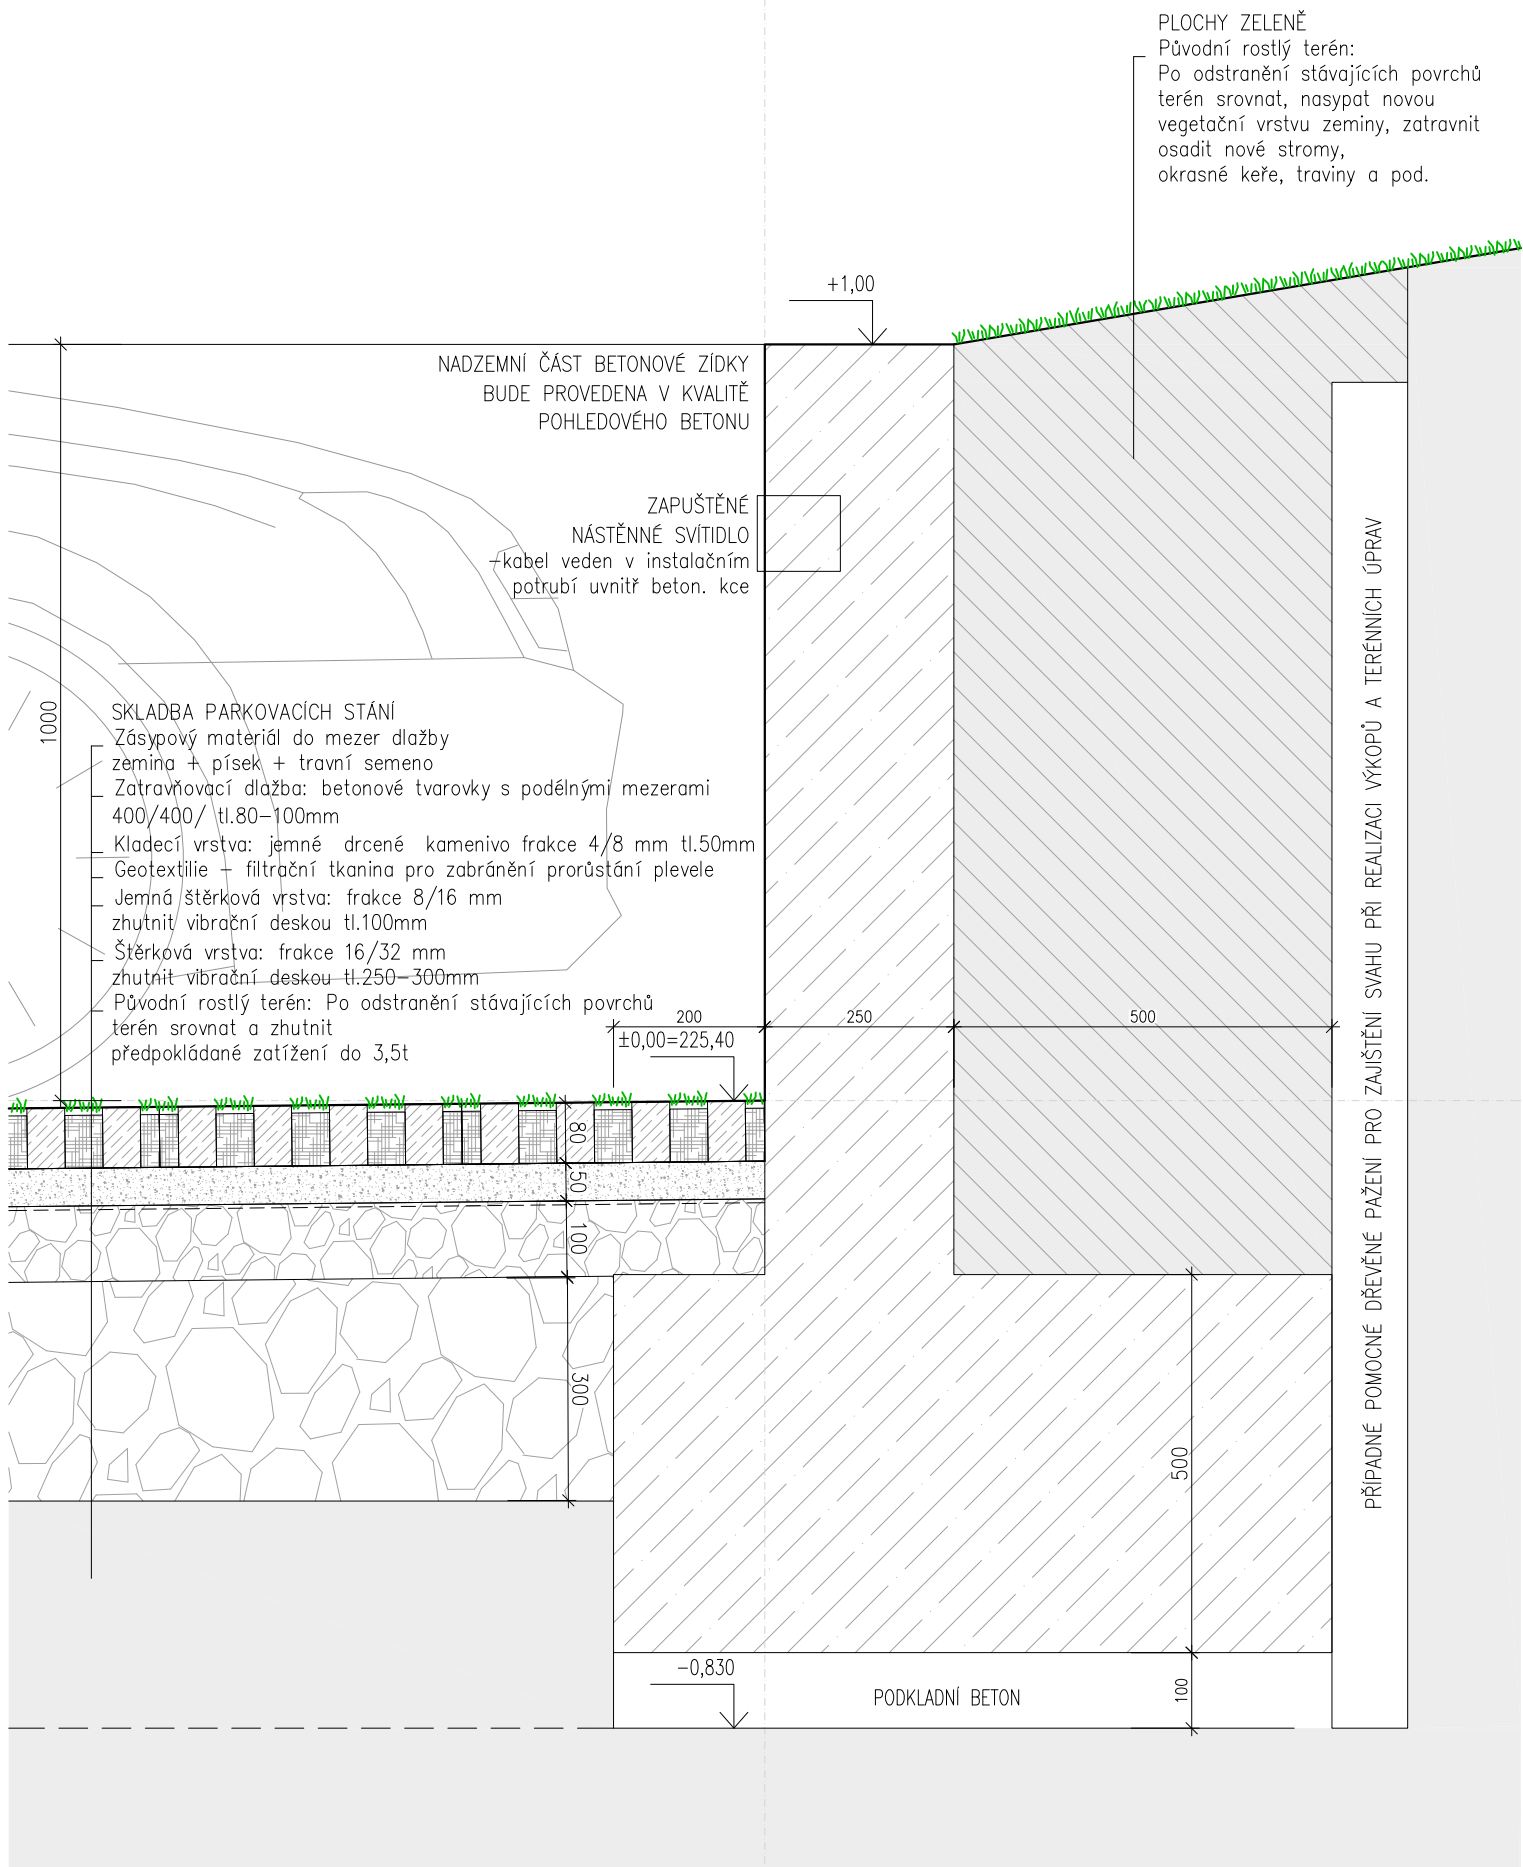 PLOCHY ZELENĚ
Původní rostlý terén:
Po odstranění stávajících povrchů
terén srovnat, nasypat novou
vegetační vrstvu zeminy, zatravnit
osadit nové stromy,
okrasné keře, traviny a pod.
+1,00
NADZEMNÍ ČÁST BETONOVÉ ZÍDKY
BUDE PROVEDENA V KVALITĚ
POHLEDOVÉHO BETONU
ZAPUŠTĚNÉ
NÁSTĚNNÉ SVÍTIDLO
-kabel veden v instalačním
potrubí uvnitř beton. kce
1000
SKLADBA PARKOVACÍCH STÁNÍ
Zásypový materiál do mezer dlažby
zemina + písek + travní semeno
Zatravňovací dlažba: betonové tvarovky s podélnými mezerami
400/400/ tl.80-100mm
Kladecí vrstva: jemné drcené kamenivo frakce 4/8 mm tl.50mm
Geotextilie - filtrační tkanina pro zabránění prorůstání plevele
Jemná štěrková vrstva: frakce 8/16 mm
zhutnit vibrační deskou tl.100mm
Štěrková vrstva: frakce 16/32 mm
zhutnit vibrační deskou tl.250-300mm
Původní rostlý terén: Po odstranění stávajících povrchů
terén srovnat a zhutnit
předpokládané zatížení do 3,5t
200
250
500
±0,00=225,40
80
50
100
300
500
100
-0,830
PODKLADNÍ BETON
PŘÍPADNÉ POMOCNÉ DŘEVĚNÉ PAŽENÍ PRO ZAJIŠTĚNÍ SVAHU PŘI REALIZACI VÝKOPŮ A TERÉNNÍCH ÚPRAV